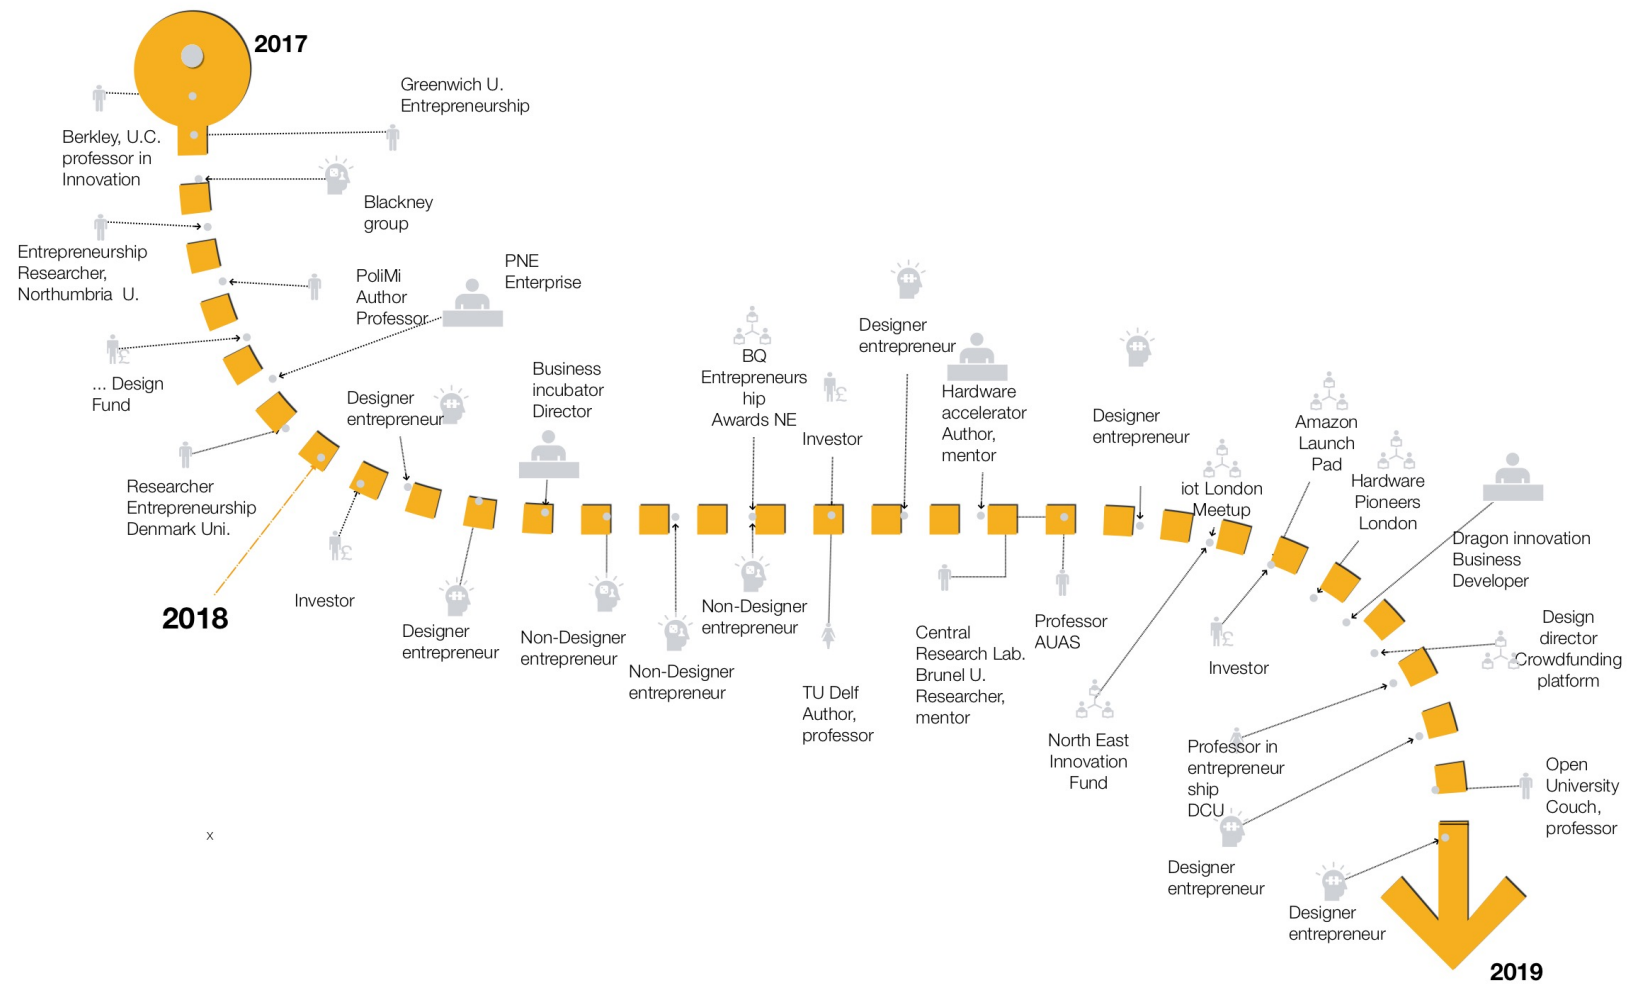 2017
Greenwich U.
Entrepreneurship
Berkley, U.C.
professor in
Innovation
Blackney
group
Entrepreneurship
Researcher,
Northumbria U.
PoliMi
Author
Professor
PNE
Enterprise
... Design
Fund
Researcher
Entrepreneurship
Denmark Uni.
2018
Designer
entrepreneur
Investor
Designer
entrepreneur
Business
incubator
Director
Non-Designer
entrepreneur
Non-Designer
entrepreneur
BQ
Entrepreneurs
hip
Awards NE
Non-Designer
entrepreneur
Investor
TU Delf
Author,
professor
Designer
entrepreneur
Hardware
accelerator
Author,
mentor
Central
Research Lab.
Brunel U.
Researcher,
mentor
Professor
AUAS
Designer
entrepreneur
iot London
Meetup
North East
Innovation
Fund
Amazon
Launch
Pad
Investor
Hardware
Pioneers
London
Dragon innovation
Business
Developer
Design
director
Crowdfunding
platform
Professor in
entrepreneur
ship
DCU
Open
University
Couch,
professor
Designer
entrepreneur
Designer
entrepreneur
2019
x
£
£
£
£